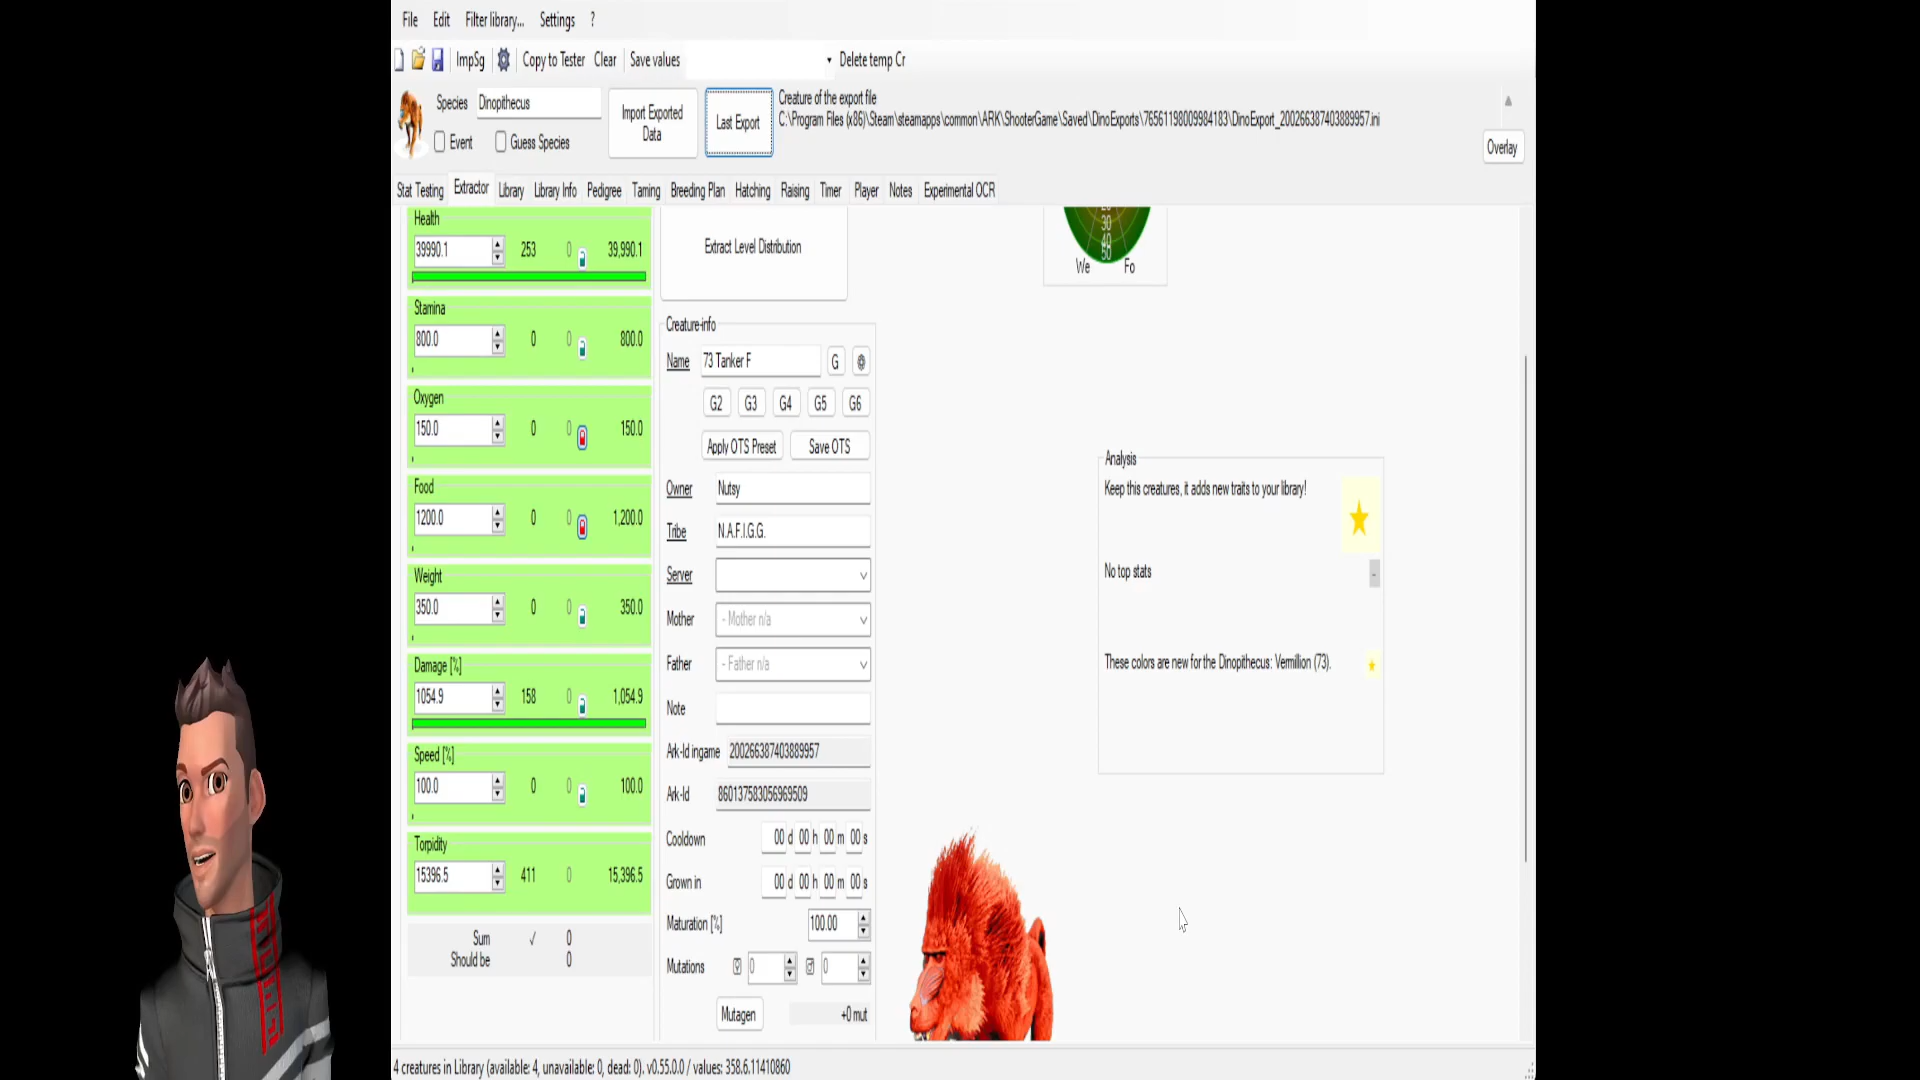 File Edit Filter library... Settings ?
ImpSg Copy to Tester Clear Save values Delete temp Cr
Species Dinopithecus
Event Guess Species
Import Exported
Data
Last Export
Creature of the export file
C:\Program Files (x86)\Steam\steamapps\common\ARK\ShooterGame\Saved\DinoExports\76561198009984183\DinoExport_200266387403889957.ini
Overlay
Stat Testing Extractor Library Library Info Pedigree Taming Breeding Plan Hatching Raising Timer Player Notes Experimental OCR
Health
39990.1 253 0 39,990.1
Stamina
800.0 0 0 800.0
Oxygen
150.0 0 0 150.0
Food
1200.0 0 0 1,200.0
Weight
350.0 0 0 350.0
Damage [%]
1054.9 158 0 1,054.9
Speed [%]
100.0 0 0 100.0
Torpidity
15396.5 411 0 15,396.5
Sum √ 0
Should be 0
Extract Level Distribution
Creature-info
Name 73 Tanker F G
G2 G3 G4 G5 G6
Apply OTS Preset Save OTS
Owner Nutsy
Tribe N.A.F.I.G.G.
Server
Mother - Mother n/a
Father - Father n/a
Note
Ark-Id ingame 200266387403889957
Ark-Id 860137583056969509
Cooldown 00 d 00 h 00 m 00 s
Grown in 00 d 00 h 00 m 00 s
Maturation [%] 100.00
Mutations 0 0
Mutagen +0 mut
30
40
50
We Fo
Analysis
Keep this creatures, it adds new traits to your library!
No top stats -
These colors are new for the Dinopithecus: Vermillion (73).
4 creatures in Library (available: 4, unavailable: 0, dead: 0). v0.55.0.0 / values: 358.6.11410860